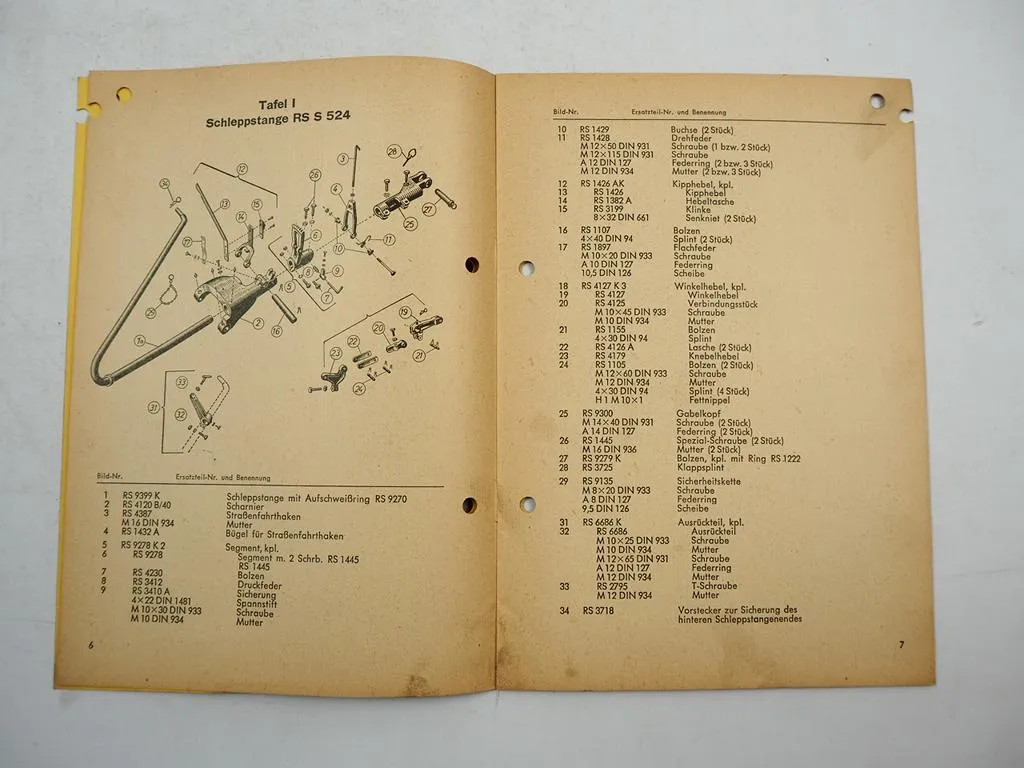 Tafel I
Schleppstange RS S 524
Bild-Nr. Ersatzteil-Nr. und Benennung
1 RS 9399 K Schleppstange mit Aufschweißring RS 9270
2 RS 4120 B/40 Scharnier
3 RS 4387 Straßenfahrthaken
M 16 DIN 934 Mutter
4 RS 1432 A Bügel für Straßenfahrthaken
5 RS 9278 K 2 Segment, kpl.
6 RS 9278 Segment m. 2 Schrb. RS 1445
RS 1445
7 RS 4230 Bolzen
8 RS 3412 Druckfeder
9 RS 3410 A Sicherung
4×22 DIN 1481 Spannstift
M 10×30 DIN 933 Schraube
M 10 DIN 934 Mutter
6
Bild-Nr. Ersatzteil-Nr. und Benennung
10 RS 1429 Buchse (2 Stück)
11 RS 1428 Drehfeder
M 12×50 DIN 931 Schraube (1 bzw. 2 Stück)
M 12×115 DIN 931 Schraube
A 12 DIN 127 Federring (2 bzw. 3 Stück)
M 12 DIN 934 Mutter (2 bzw. 3 Stück)
12 RS 1426 AK Kipphebel, kpl.
13 RS 1426 Kipphebel
14 RS 1382 A Hebeltasche
15 RS 3199 Klinke
8×32 DIN 661 Senkniet (2 Stück)
16 RS 1107 Bolzen
4×40 DIN 94 Splint (2 Stück)
17 RS 1897 Flachfeder
M 10×20 DIN 933 Schraube
A 10 DIN 127 Federring
10,5 DIN 126 Scheibe
18 RS 4127 K 3 Winkelhebel, kpl.
19 RS 4127 Winkelhebel
20 RS 4125 Verbindungsstück
M 10×45 DIN 933 Schraube
M 10 DIN 934 Mutter
21 RS 1155 Bolzen
4×30 DIN 94 Splint
22 RS 4126 A Lasche (2 Stück)
23 RS 4179 Knebelhebel
24 RS 1105 Bolzen (2 Stück)
M 12×60 DIN 933 Schraube
M 12 DIN 934 Mutter
4×30 DIN 94 Splint (4 Stück)
H 1 M 10×1 Fettnippel
25 RS 9300 Gabelkopf
M 14×40 DIN 931 Schraube (2 Stück)
A 14 DIN 127 Federring (2 Stück)
26 RS 1445 Spezial-Schraube (2 Stück)
M 16 DIN 936 Mutter (2 Stück)
27 RS 9279 K Bolzen, kpl. mit Ring RS 1222
28 RS 3725 Klappsplint
29 RS 9135 Sicherheitskette
M 8×20 DIN 933 Schraube
A 8 DIN 127 Federring
9,5 DIN 126 Scheibe
31 RS 6686 K Ausrückteil, kpl.
32 RS 6686 Ausrückteil
M 10×25 DIN 933 Schraube
M 10 DIN 934 Mutter
M 12×65 DIN 931 Schraube
A 12 DIN 127 Federring
M 12 DIN 934 Mutter
33 RS 2795 T-Schraube
M 12 DIN 934 Mutter
34 RS 3718 Vorstecker zur Sicherung des
hinteren Schleppstangenendes
7